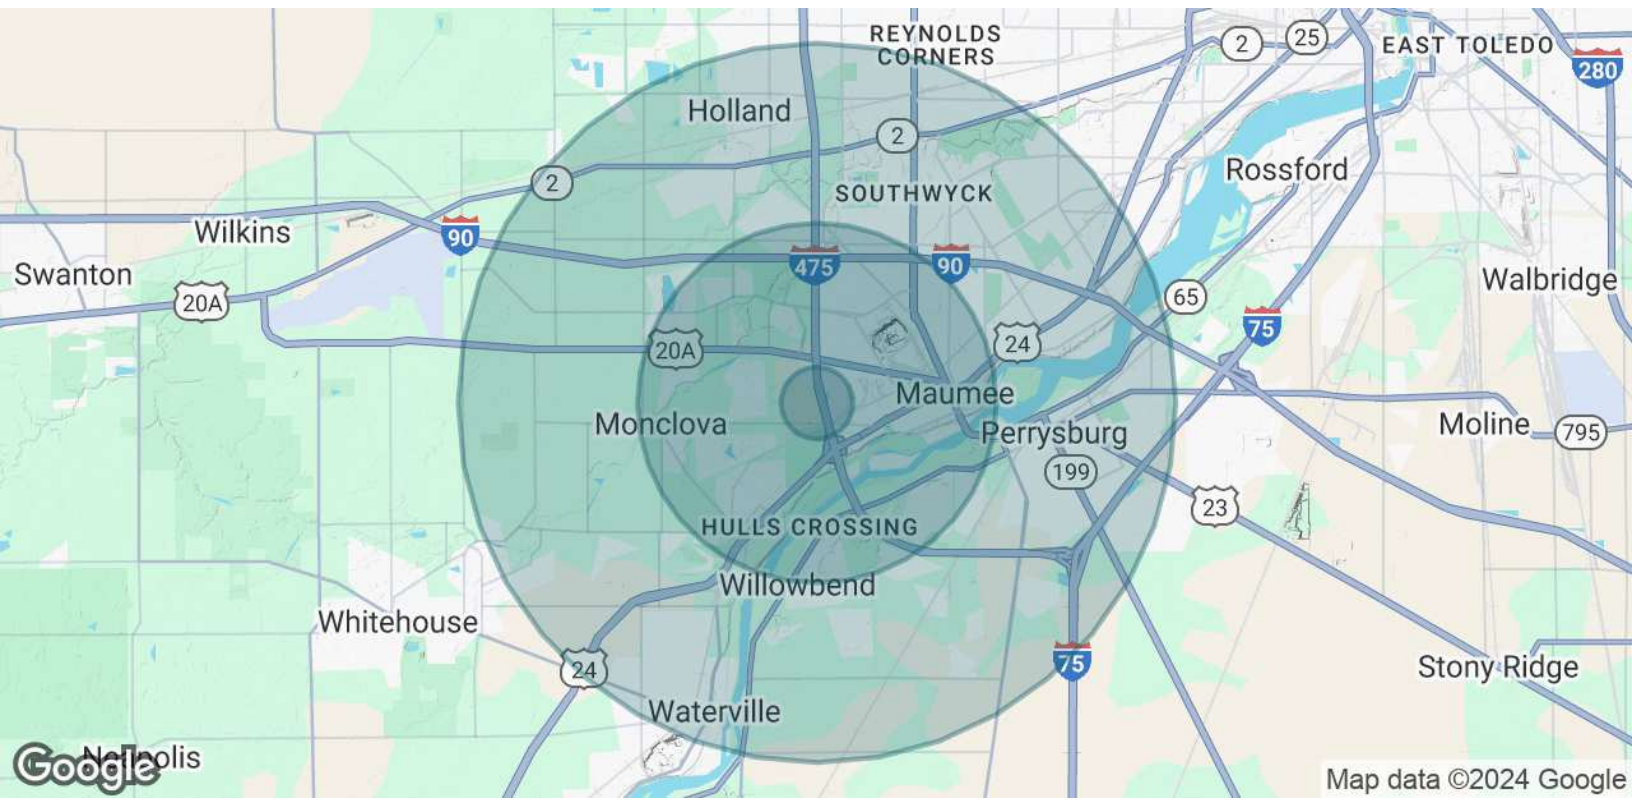 REYNOLDS
CORNERS
2
25
EAST TOLEDO
280
Holland
2
Rossford
2
SOUTHWYCK
Wilkins
90
475
90
Swanton
20A
65
Walbridge
75
20A
24
Maumee
Monclova
Perrysburg
Moline
795
199
23
HULLS CROSSING
Willowbend
Whitehouse
24
75
Stony Ridge
Waterville
Neapolis
Google
Map data ©2024 Google